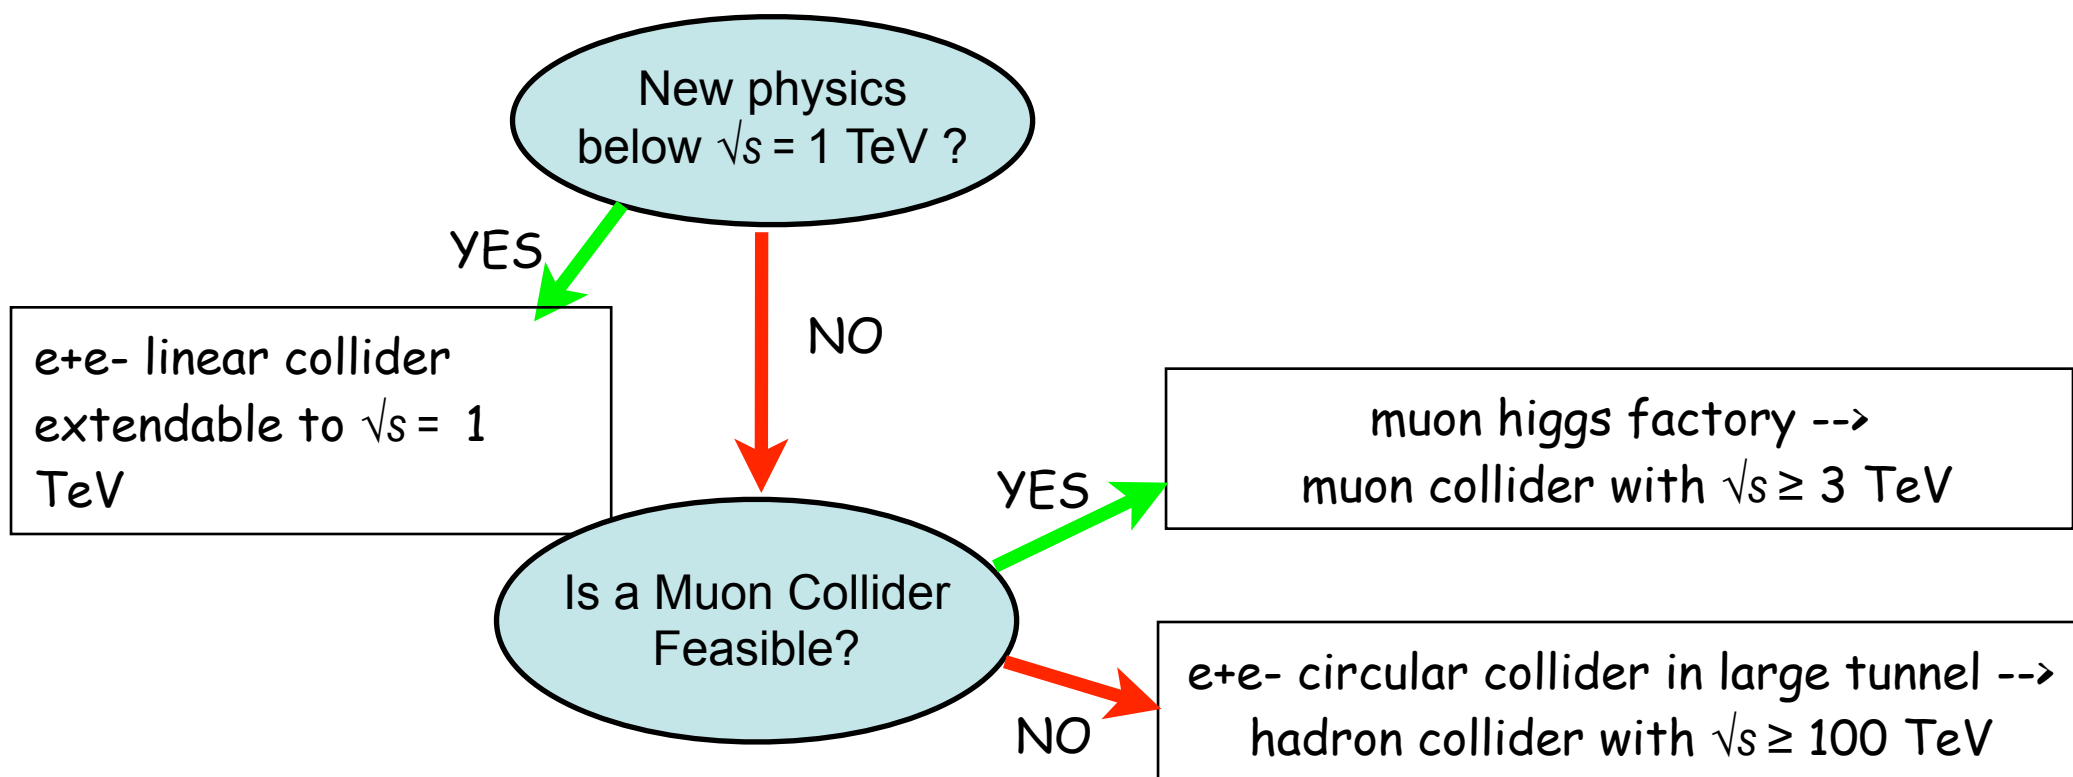 New physics
below √s = 1 TeV ?
YES
NO
e+e- linear collider
extendable to √s = 1
TeV
Is a Muon Collider
Feasible?
YES
muon higgs factory -->
muon collider with √s ≥ 3 TeV
NO
e+e- circular collider in large tunnel -->
hadron collider with √s ≥ 100 TeV